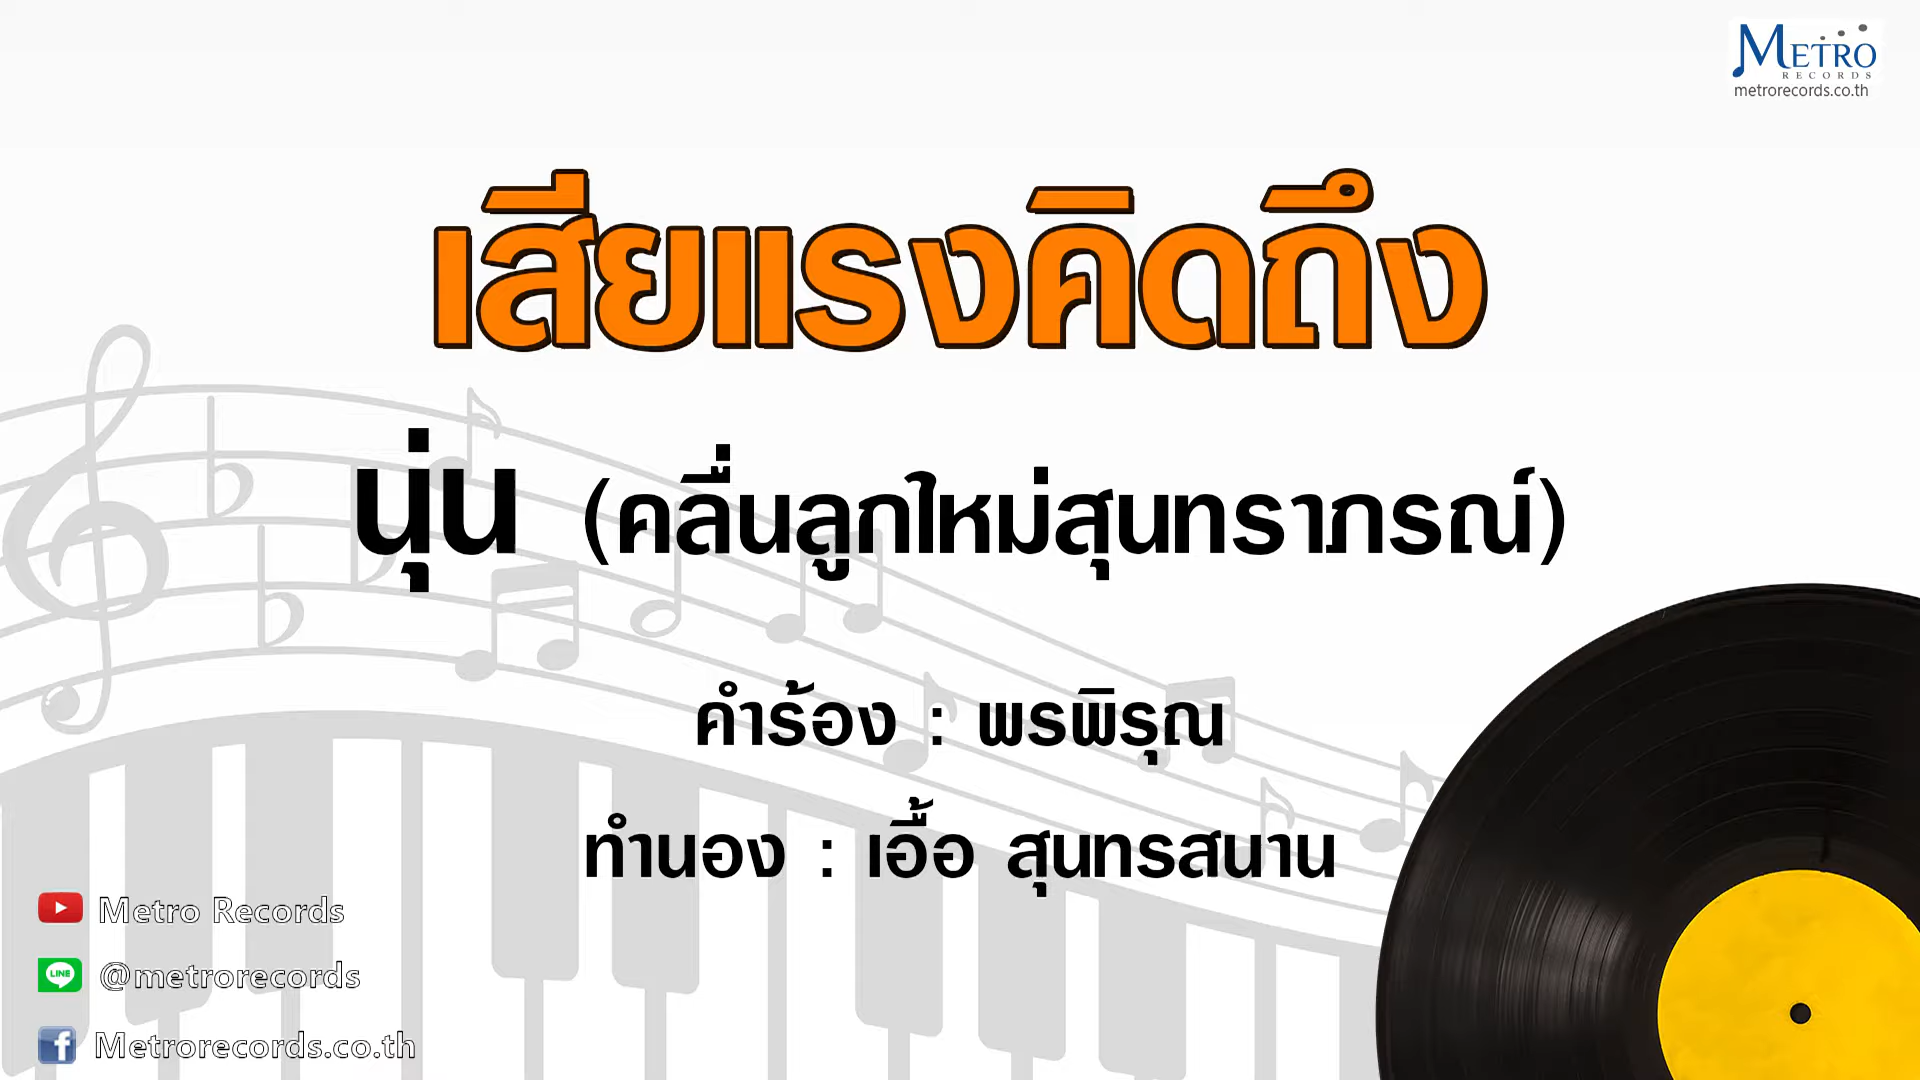 METRO
RECORDS
metrorecords.co.th
เสียแรงคิดถึง
นุ่น (คลื่นลูกใหม่สุนทราภรณ์)
คำร้อง : พรพิรุณ
ทำนอง : เอื้อ สุนทรสนาน
Metro Records
LINE @metrorecords
Metrorecords.co.th